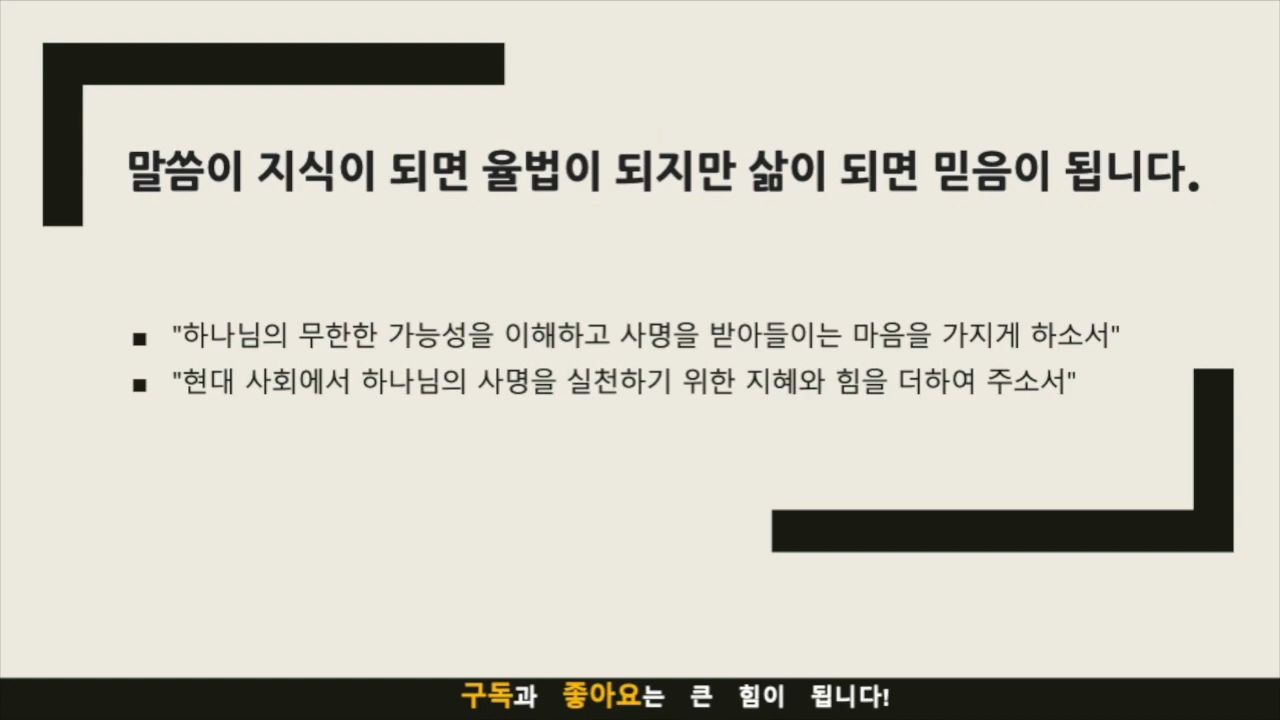 말씀이 지식이 되면 율법이 되지만 삶이 되면 믿음이 됩니다.
■ "하나님의 무한한 가능성을 이해하고 사명을 받아들이는 마음을 가지게 하소서"
■ "현대 사회에서 하나님의 사명을 실천하기 위한 지혜와 힘을 더하여 주소서"
구독과 좋아요는 큰 힘이 됩니다!